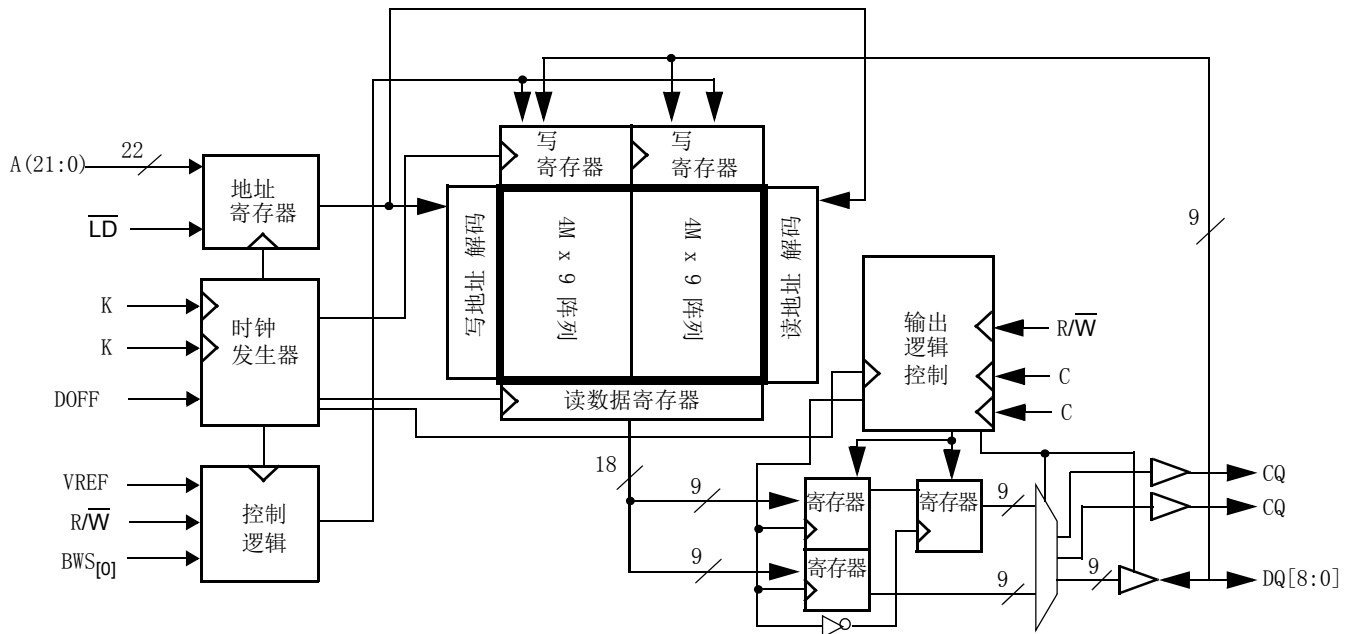 A(21:0)
22
LD
地址
寄存器
K
K
DOFF
时钟
发生器
VREF
R/W
BWS[0]
控制
逻辑
写
寄存器
写
寄存器
写地址 解码
4M x 9 阵列
4M x 9 阵列
读地址 解码
读数据寄存器
18
9
9
输出
逻辑
控制
R/W
C
C
寄存器
寄存器
寄存器
9
9
9
9
CQ
CQ
DQ[8:0]